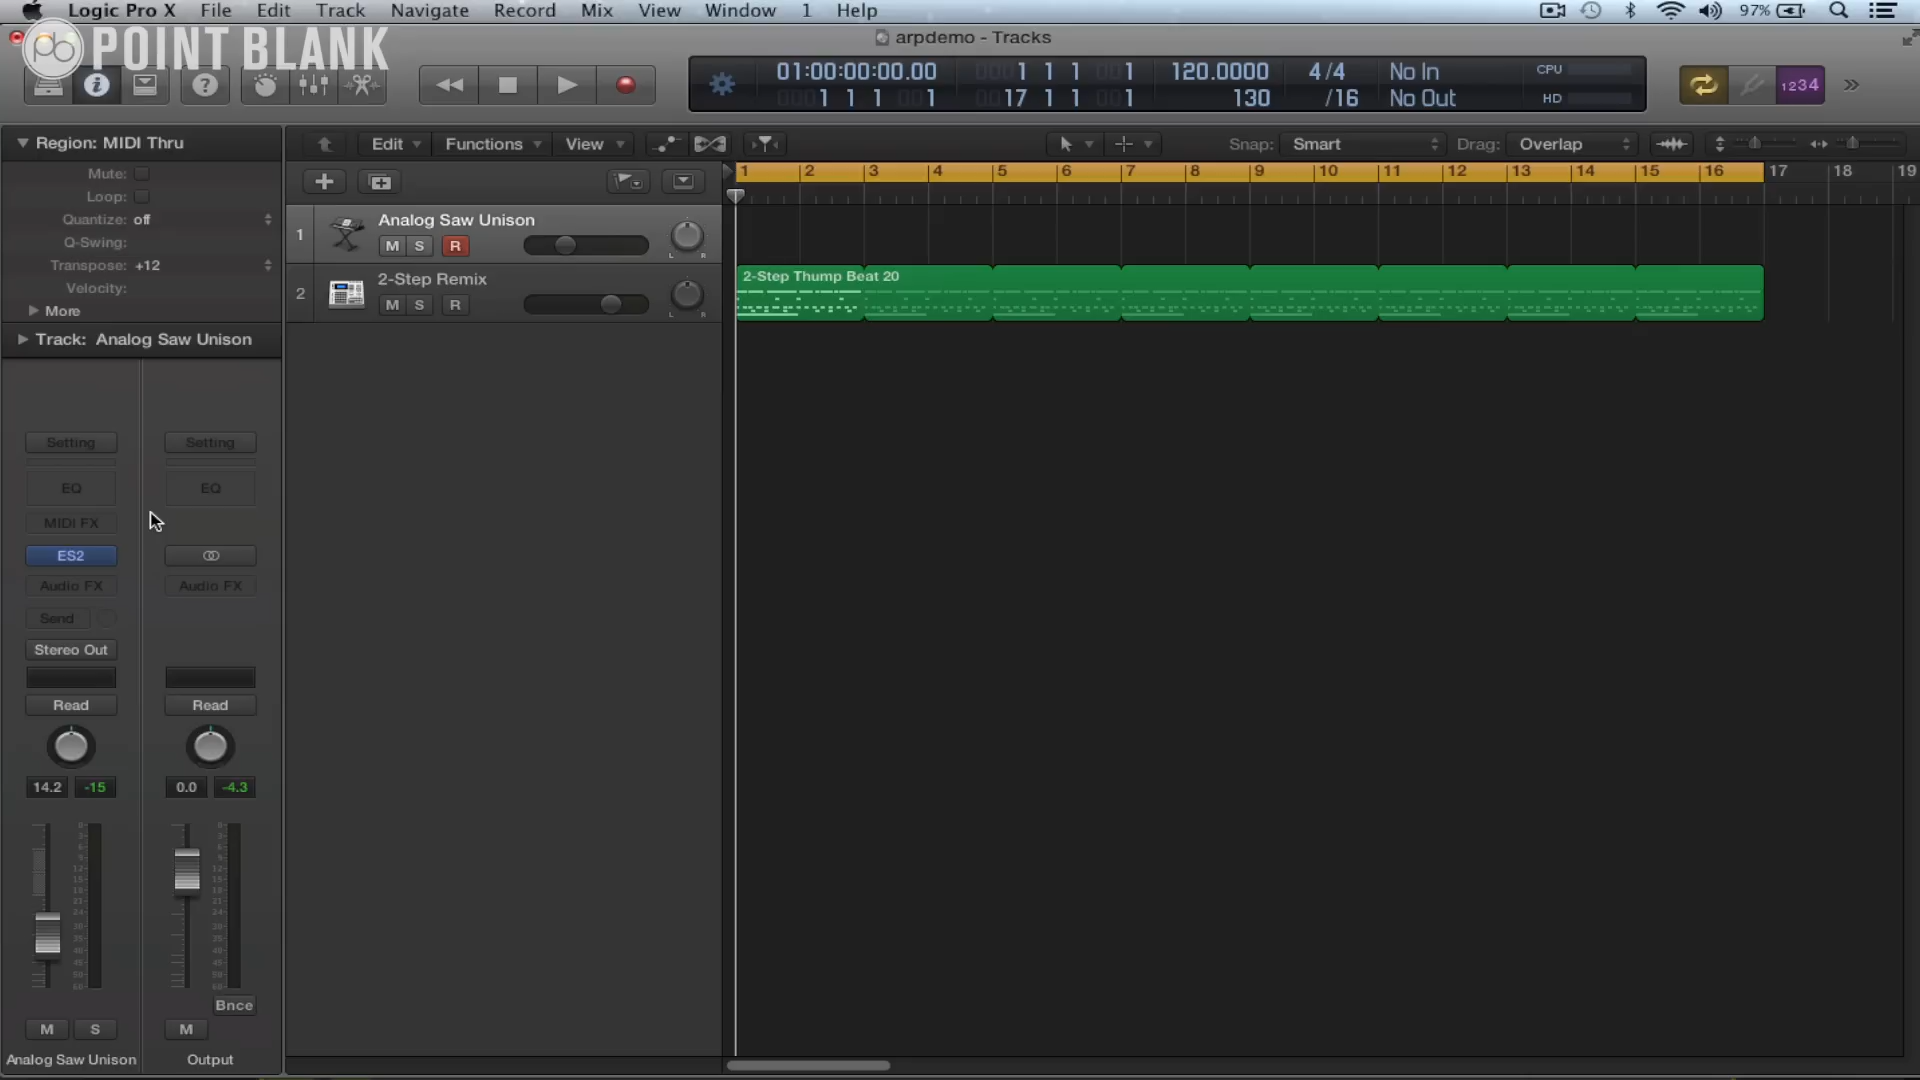 Logic Pro X File Edit Track Navigate Record Mix View Window 1 Help 97%
pb POINT BLANK
arpdemo - Tracks
01:00:00:00.00 1 1 1 1 120.0000 4/4 No In CPU
1 1 1 1 17 1 1 1 130 /16 No Out HD
1234
Region: MIDI Thru
Mute:
Loop:
Quantize: off
Q-Swing:
Transpose: +12
Velocity:
More
Track: Analog Saw Unison
Edit Functions View Snap: Smart Drag: Overlap
1 2 3 4 5 6 7 8 9 10 11 12 13 14 15 16 17 18 19
1 Analog Saw Unison
M S R L R
2 2-Step Remix
M S R L R
2-Step Thump Beat 20
Setting Setting
EQ EQ
MIDI FX
ES2
Audio FX Audio FX
Send
Stereo Out
Read Read
14.2 -15 0.0 -4.3
Bnce
M S M
Analog Saw Unison Output